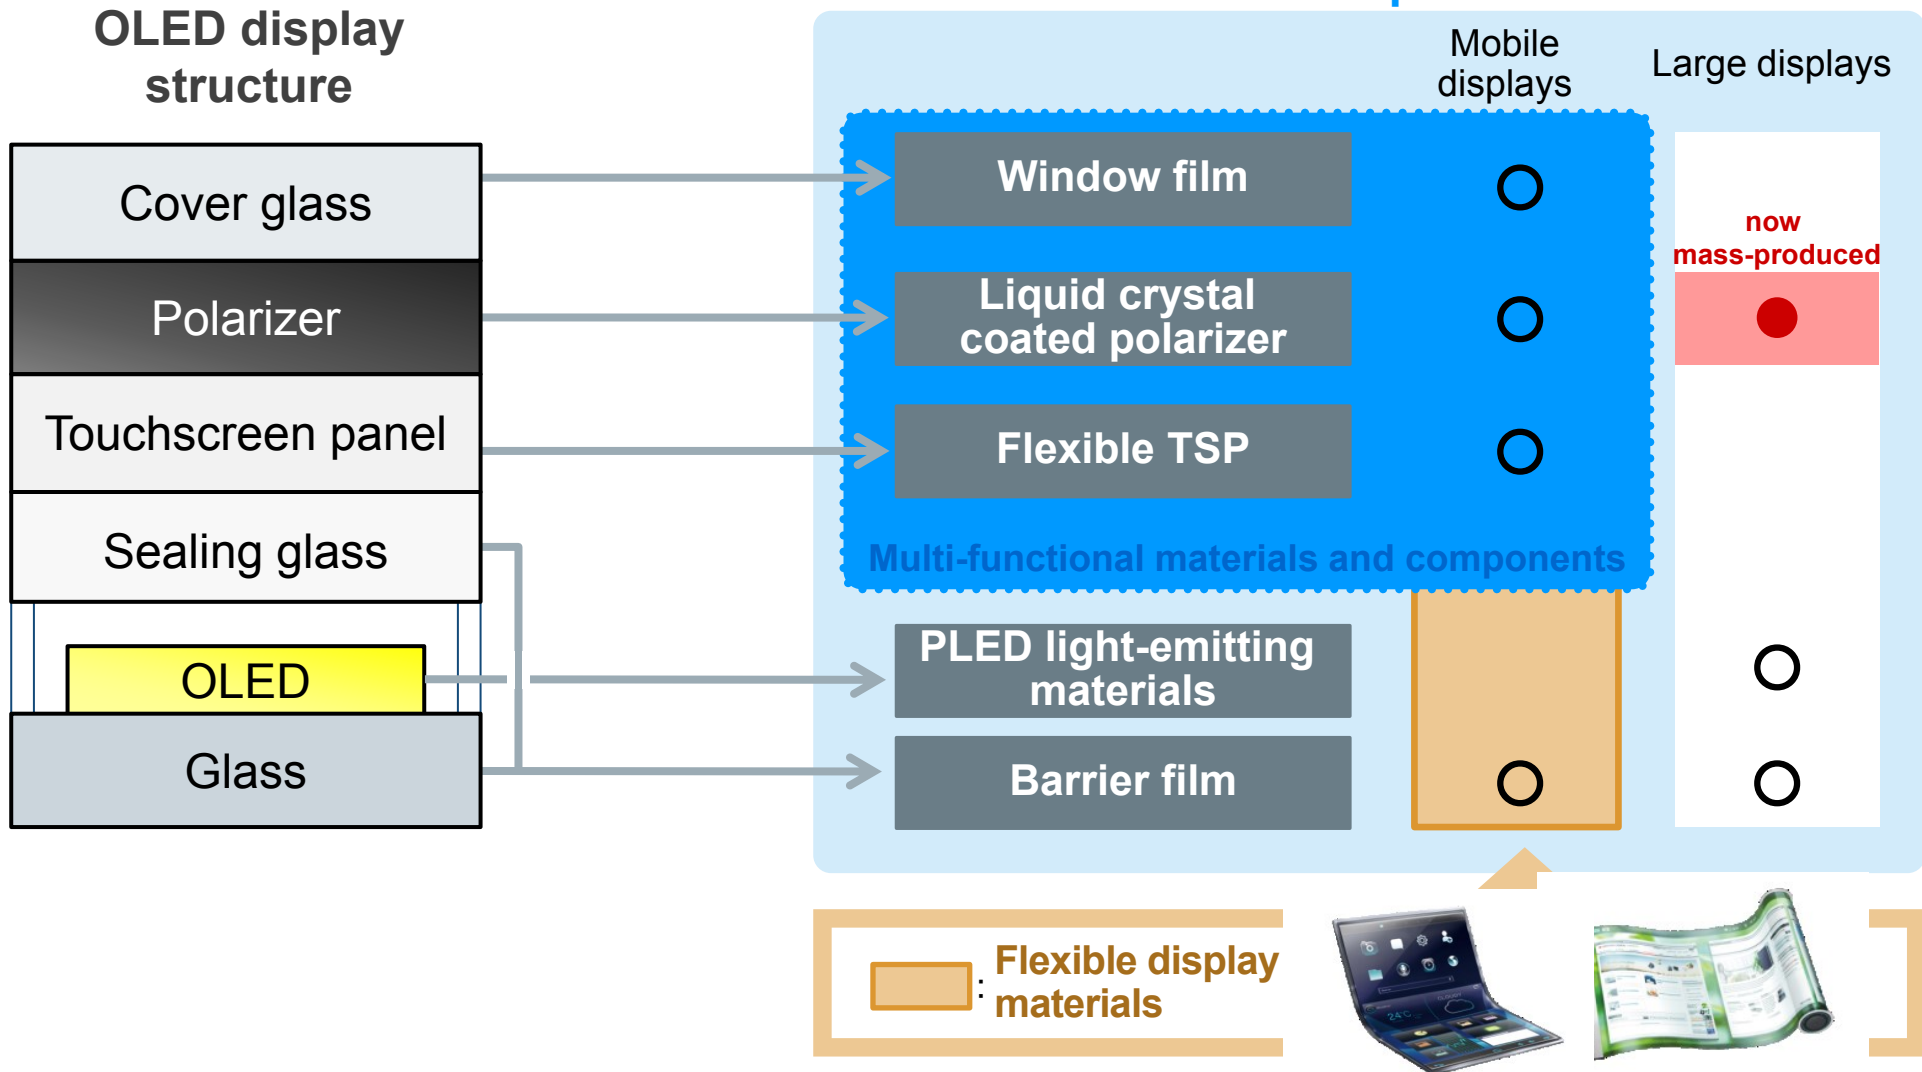 OLED display
structure
Mobile
displays
Large displays
Cover glass
Window film
now
mass-produced
Polarizer
Liquid crystal
coated polarizer
Touchscreen panel
Flexible TSP
Sealing glass
Multi-functional materials and components
OLED
PLED light-emitting
materials
Glass
Barrier film
: Flexible display
materials
24°C